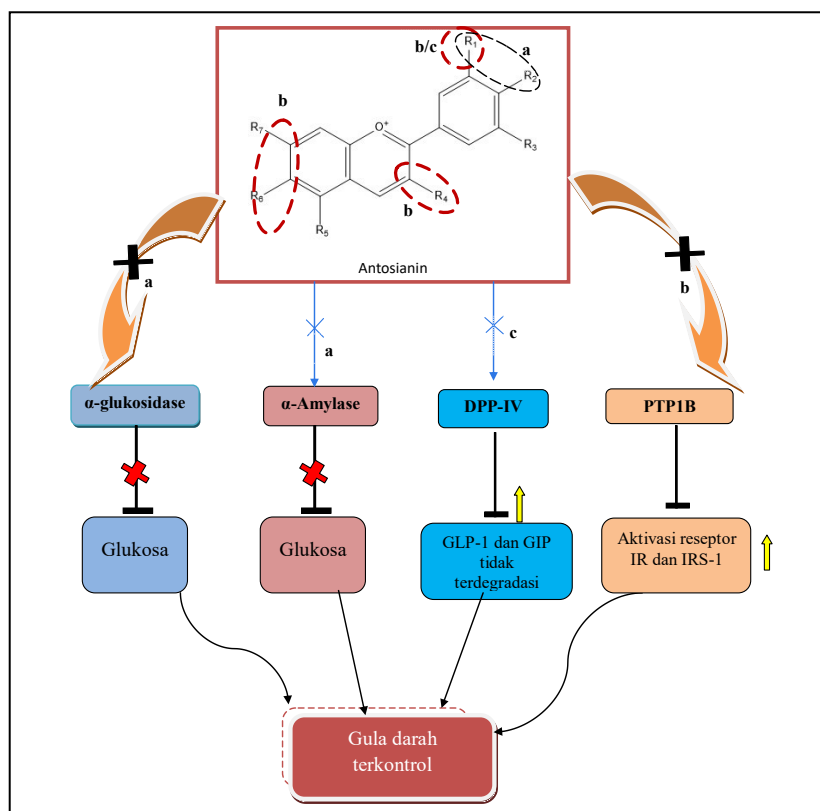 b/c
R1
a
R2
b
R7
O+
R3
R6
R4
b
R5
Antosianin
a
b
a
c
α-glukosidase
α-Amylase
DPP-IV
PTP1B
Glukosa
Glukosa
GLP-1 dan GIP
tidak
terdegradasi
Aktivasi reseptor
IR dan IRS-1
Gula darah
terkontrol